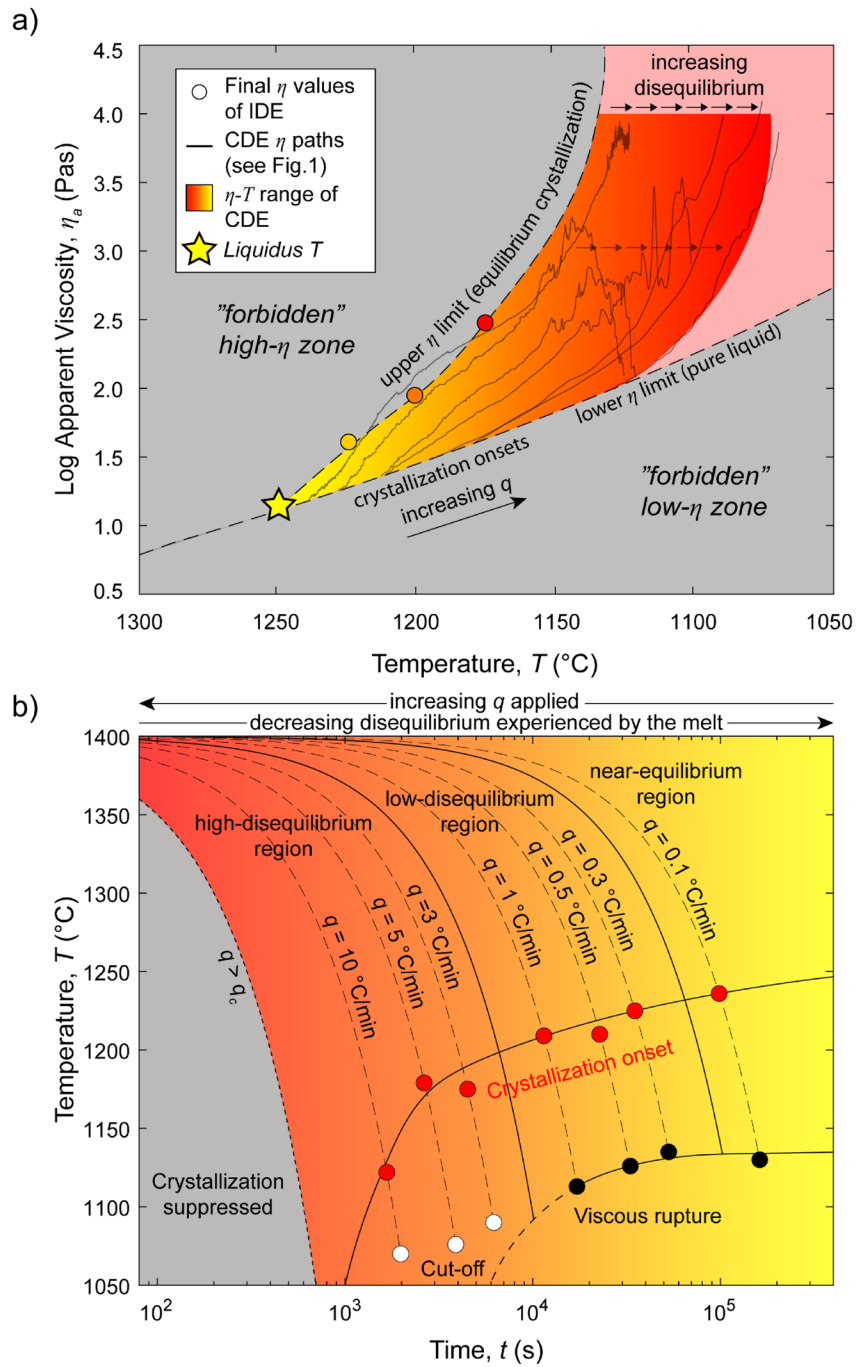 a)
4.5
4.0
3.5
3.0
2.5
2.0
1.5
1.0
0.5
Log Apparent Viscosity, ηa (Pas)
Final η values
of IDE
CDE η paths
(see Fig.1)
η-T range of
CDE
Liquidus T
increasing
disequilibrium
upper η limit (equilibrium crystallization)
"forbidden"
high-η zone
lower η limit (pure liquid)
crystallization onsets
increasing q
"forbidden"
low-η zone
1300
1250
1200
1150
1100
1050
Temperature, T (°C)
b)
increasing q applied
decreasing disequilibrium experienced by the melt
1400
1350
1300
1250
1200
1150
1100
1050
Temperature, T (°C)
near-equilibrium
region
low-disequilibrium
region
high-disequilibrium
region
q > qc
q = 10 °C/min
q = 5 °C/min
q =3 °C/min
q = 1 °C/min
q = 0.5 °C/min
q = 0.3 °C/min
q = 0.1 °C/min
Crystallization onset
Crystallization
suppressed
Viscous rupture
Cut-off
10²
10³
10⁴
10⁵
Time, t (s)